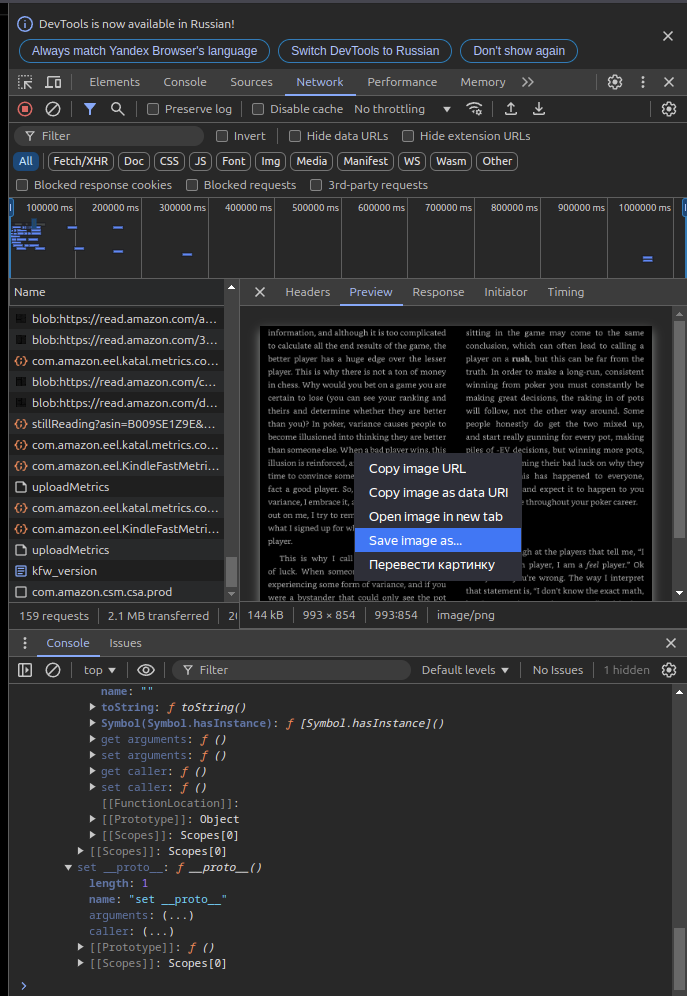 DevTools is now available in Russian!
Always match Yandex Browser's language
Switch DevTools to Russian
Don't show again
Elements
Console
Sources
Network
Performance
Memory
Preserve log
Disable cache
No throttling
Filter
Invert
Hide data URLs
Hide extension URLs
All
Fetch/XHR
Doc
CSS
JS
Font
Img
Media
Manifest
WS
Wasm
Other
Blocked response cookies
Blocked requests
3rd-party requests
100000 ms
200000 ms
300000 ms
400000 ms
500000 ms
600000 ms
700000 ms
800000 ms
900000 ms
1000000 ms
Name
blob:https://read.amazon.com/a...
blob:https://read.amazon.com/3...
com.amazon.eel.katal.metrics.co...
blob:https://read.amazon.com/c...
blob:https://read.amazon.com/d...
stillReading?asin=B009SE1Z9E&...
com.amazon.eel.katal.metrics.co...
com.amazon.eel.KindleFastMetri...
uploadMetrics
com.amazon.eel.katal.metrics.co...
com.amazon.eel.KindleFastMetri...
uploadMetrics
kfw_version
com.amazon.csm.csa.prod
159 requests
2.1 MB transferred
Headers
Preview
Response
Initiator
Timing
information, and although it is too complicated
to calculate all the end results of the game, the
better player has a huge edge over the lesser
player. This is why there is not a ton of money
in chess. Why would you bet on a game you are
certain to lose (you can see your ranking and
theirs and determine whether they are better
than you)? In poker, variance causes people to
become illusioned into thinking they are better
than someone else. When a bad player wins, this
illusion is reinforced, a
time to convince some
fact a good player. So,
variance, I embrace it, a
out on me, I try to rem
what I signed up for w
player.
This is why I call
of luck. When someo
experiencing some form of variance, and if you
were a bystander that could only see the pot
sitting in the game may come to the same
conclusion, which can often lead to calling a
player on a rush, but this can be far from the
truth. In order to make a long-run, consistent
winning from poker you must constantly be
making great decisions, the raking in of pots
will follow, not the other way around. Some
people honestly do get the two mixed up,
and start really gunning for every pot, making
piles of -EV decisions, but winning more pots,
ming their bad luck on why they
his has happened to everyone,
and expect it to happen to you
e throughout your poker career.
gh at the players that tell me, "I
player, I am a feel player." Ok
you're wrong. The way I interpret
that statement is, "I don't know the exact math,
Copy image URL
Copy image as data URI
Open image in new tab
Save image as...
Перевести картинку
144 kB
993 × 854
993:854
image/png
Console
Issues
top
Filter
Default levels
No Issues
1 hidden
name: ""
toString: ƒ toString()
Symbol(Symbol.hasInstance): ƒ [Symbol.hasInstance]()
get arguments: ƒ ()
set arguments: ƒ ()
get caller: ƒ ()
set caller: ƒ ()
[[FunctionLocation]]:
[[Prototype]]: Object
[[Scopes]]: Scopes[0]
[[Scopes]]: Scopes[0]
set __proto__: ƒ __proto__()
length: 1
name: "set __proto__"
arguments: (...)
caller: (...)
[[Prototype]]: ƒ ()
[[Scopes]]: Scopes[0]